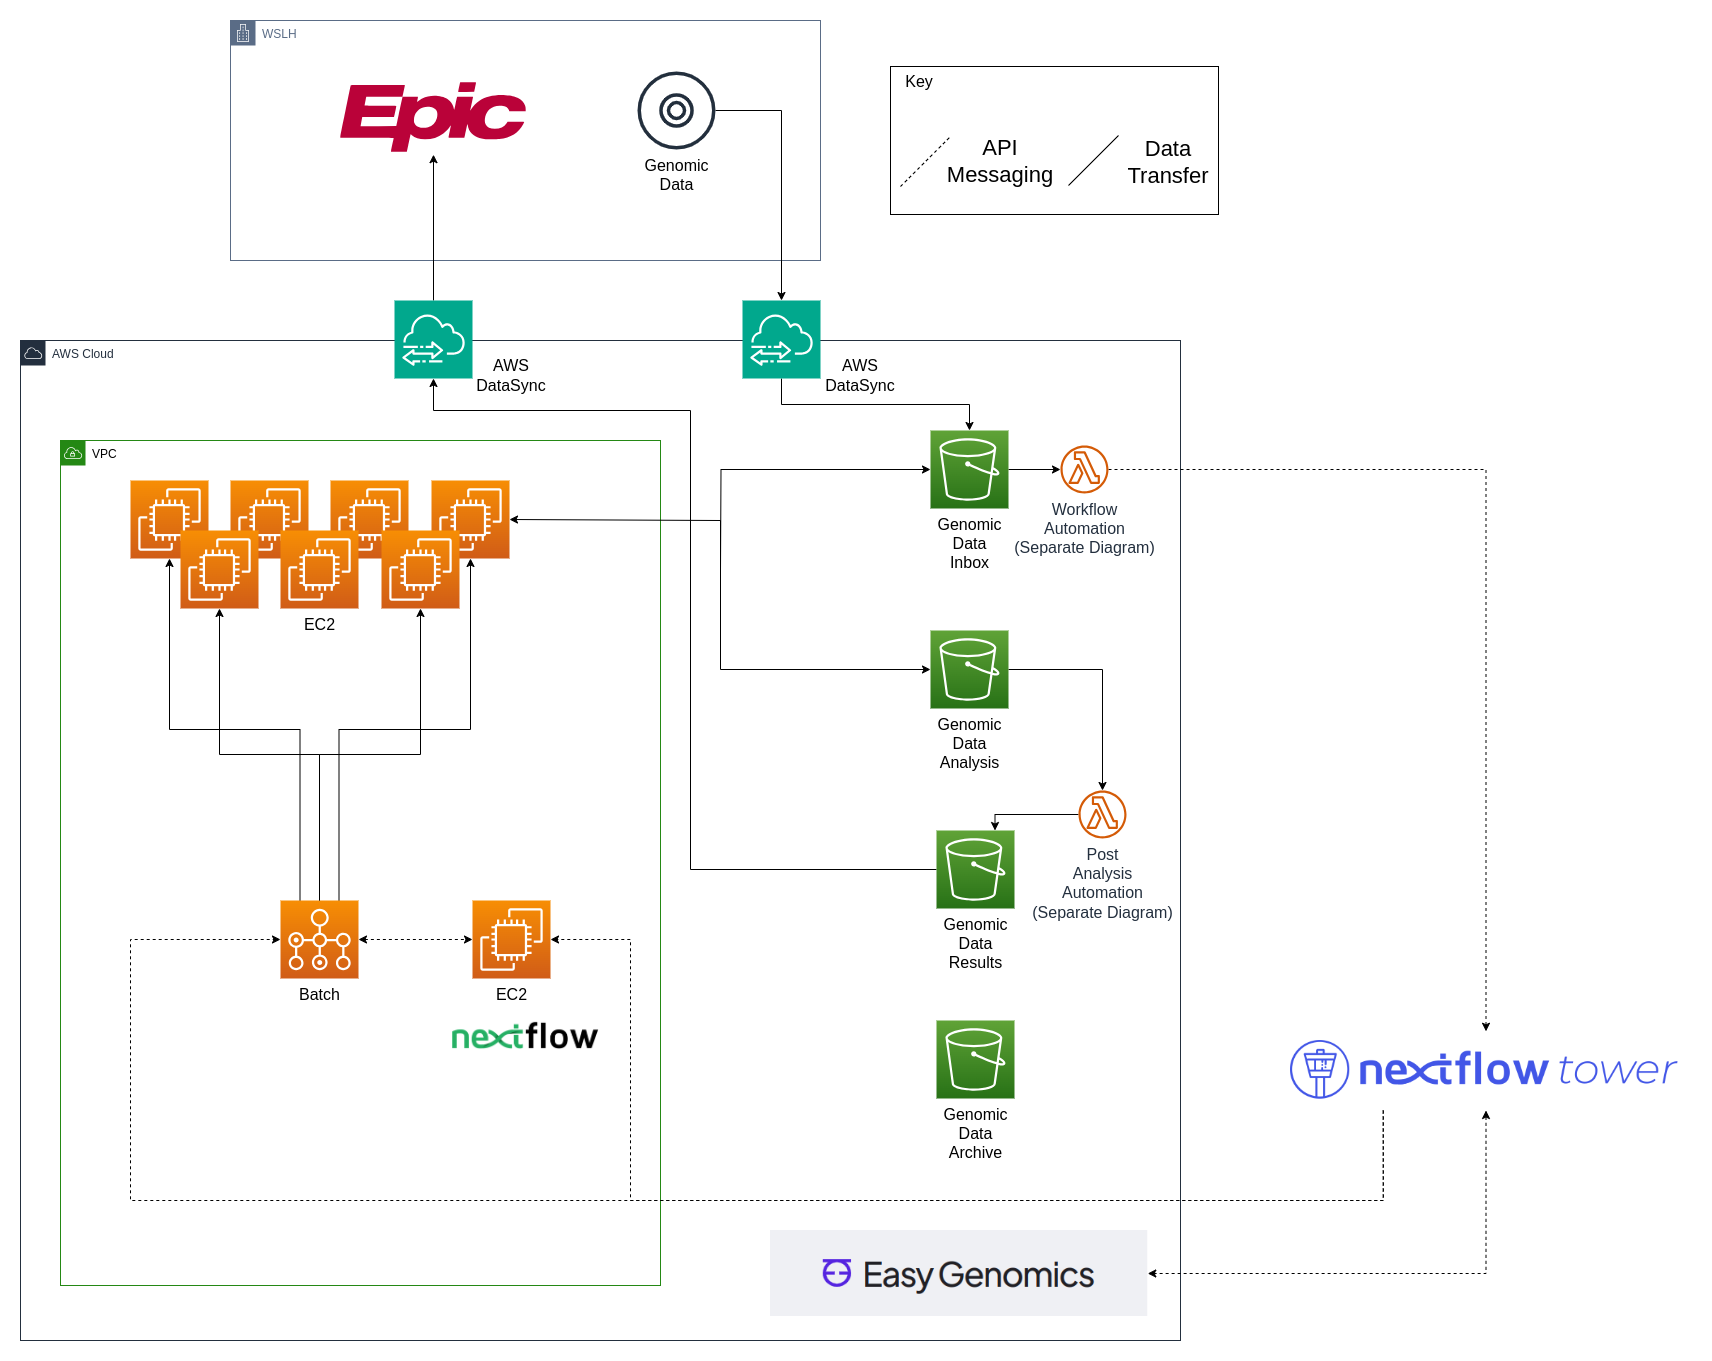 WSLH
Epic
Genomic
Data
Key
API
Messaging
Data
Transfer
AWS Cloud
AWS
DataSync
AWS
DataSync
VPC
EC2
Genomic
Data
Inbox
Workflow
Automation
(Separate Diagram)
Genomic
Data
Analysis
Post
Analysis
Automation
(Separate Diagram)
Genomic
Data
Results
Batch
EC2
nextflow
Genomic
Data
Archive
nextflow tower
Easy Genomics